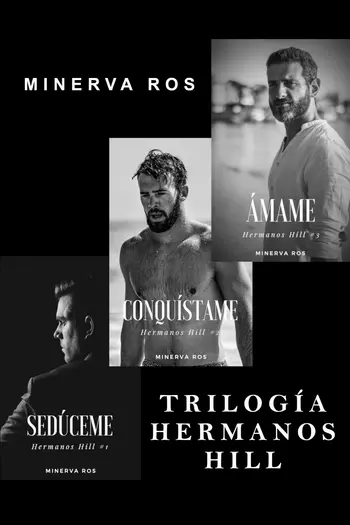 MINERVA ROS
ÁMAME
Hermanos Hill #3
MINERVA ROS
CONQUÍSTAME
Hermanos Hill #2
MINERVA ROS
SEDÚCEME
Hermanos Hill #1
MINERVA ROS
TRILOGÍA
HERMANOS
HILL